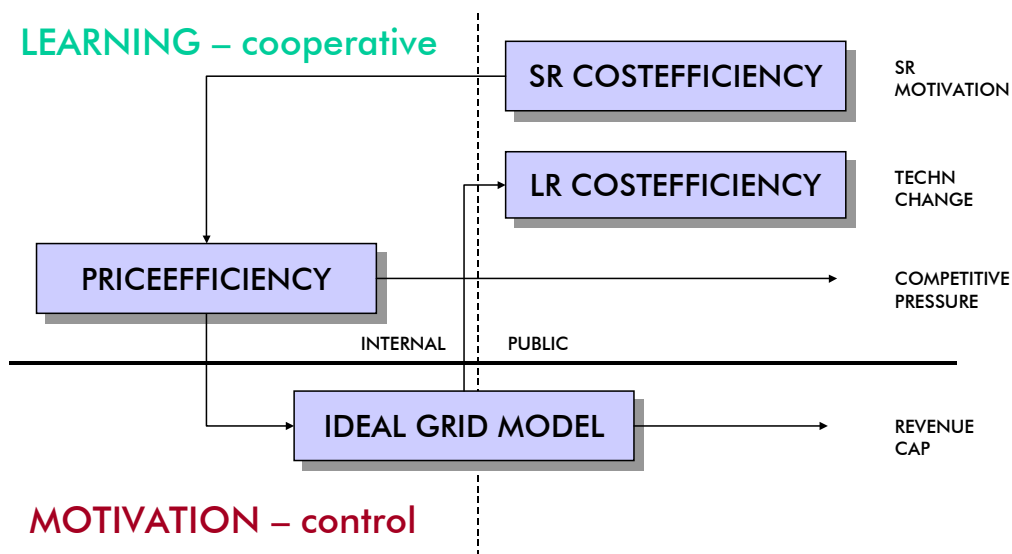 LEARNING – cooperative
SR COSTEFFICIENCY
SR
MOTIVATION
LR COSTEFFICIENCY
TECHN
CHANGE
PRICEEFFICIENCY
COMPETITIVE
PRESSURE
INTERNAL
PUBLIC
IDEAL GRID MODEL
REVENUE
CAP
MOTIVATION – control